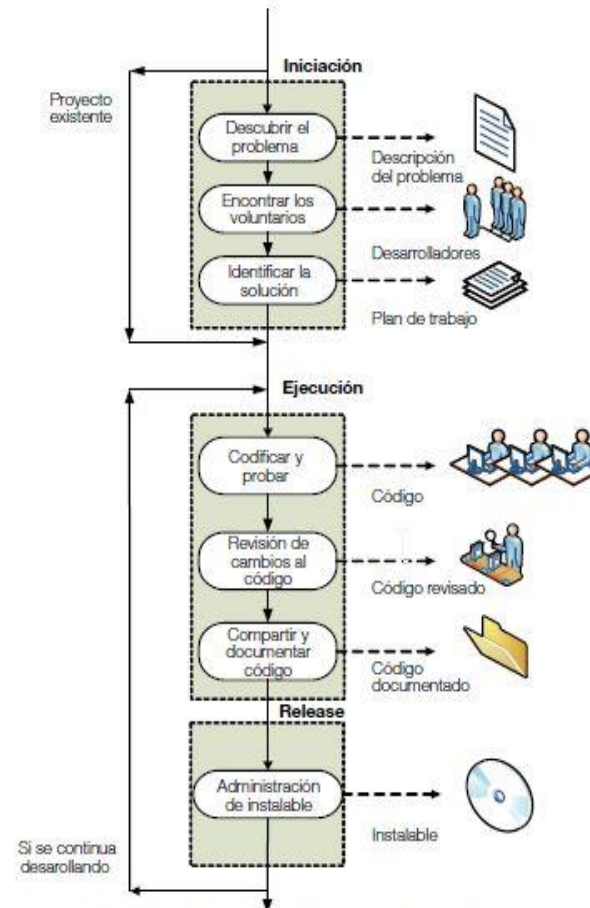 Iniciación
Proyecto
existente
Descubrir el
problema
Descripción
del problema
Encontrar los
voluntarios
Desarrolladores
Identificar la
solución
Plan de trabajo
Ejecución
Codificar y
probar
Código
Revisión de
cambios al
código
Código revisado
Compartir y
documentar
código
Código
documentado
Release
Administración
de instalable
Instalable
Si se continua
desarollando